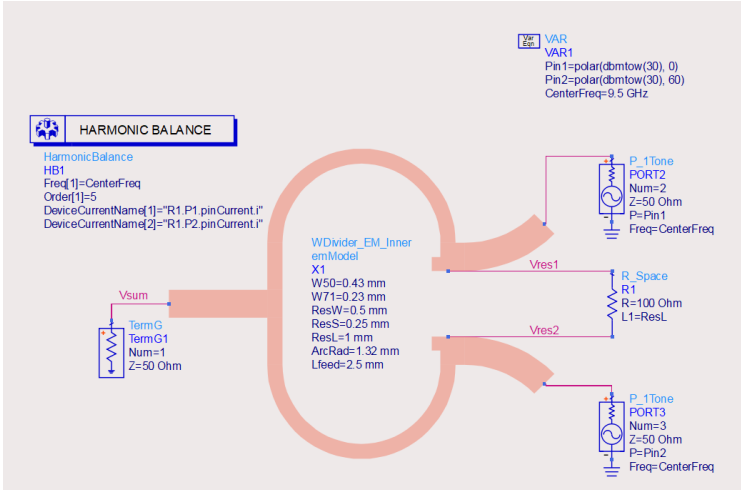 Var
Eqn
VAR
VAR1
Pin1=polar(dbmtow(30), 0)
Pin2=polar(dbmtow(30), 60)
CenterFreq=9.5 GHz
HARMONIC BALANCE
HarmonicBalance
HB1
Freq[1]=CenterFreq
Order[1]=5
DeviceCurrentName[1]="R1.P1.pinCurrent.i"
DeviceCurrentName[2]="R1.P2.pinCurrent.i"
P_1Tone
PORT2
Num=2
Z=50 Ohm
P=Pin1
Freq=CenterFreq
WDivider_EM_Inner
emModel
X1
W50=0.43 mm
W71=0.23 mm
ResW=0.5 mm
ResS=0.25 mm
ResL=1 mm
ArcRad=1.32 mm
Lfeed=2.5 mm
Vres1
R_Space
R1
R=100 Ohm
L1=ResL
Vres2
Vsum
TermG
TermG1
Num=1
Z=50 Ohm
P_1Tone
PORT3
Num=3
Z=50 Ohm
P=Pin2
Freq=CenterFreq